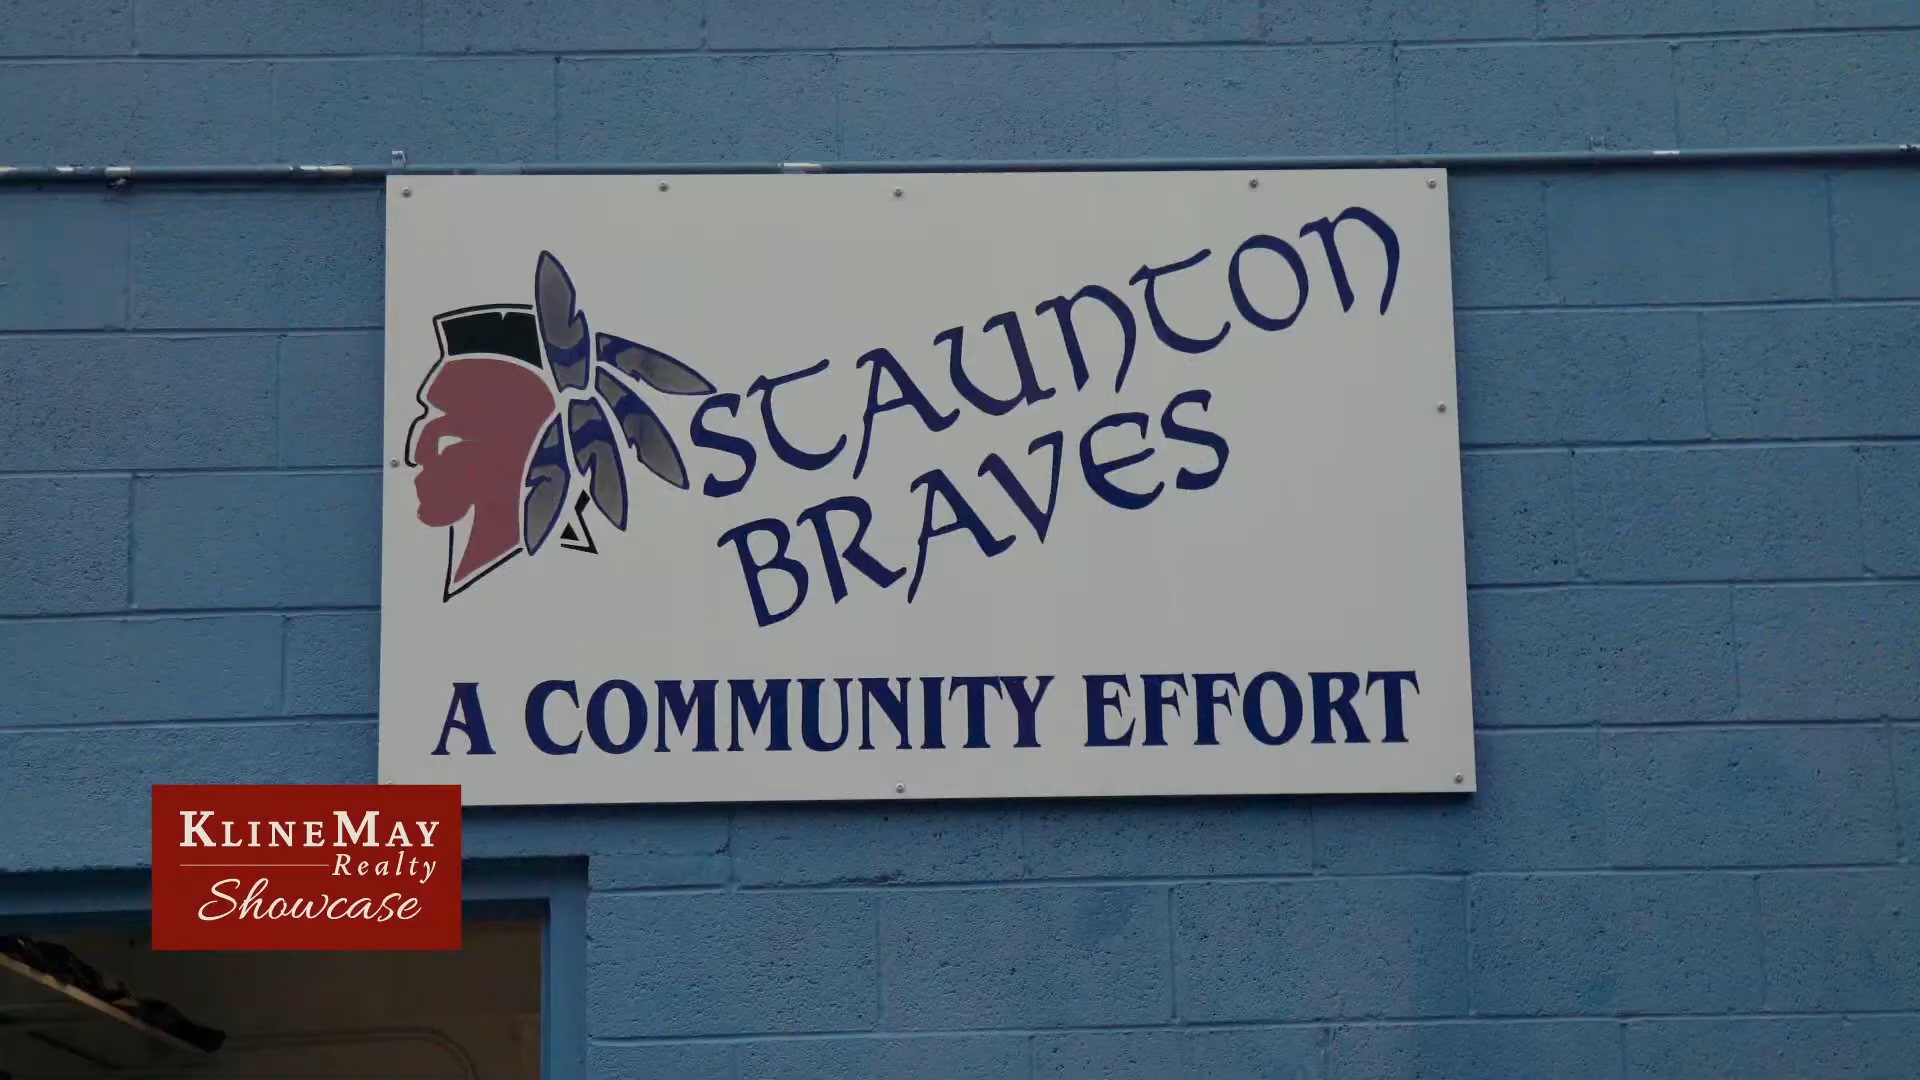 STAUNTON
BRAVES
A COMMUNITY EFFORT
KLINEMAY
Realty
Showcase